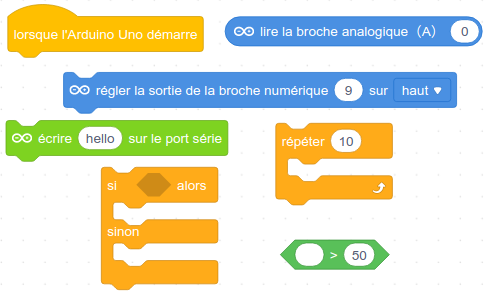 lorsque l'Arduino Uno démarre
lire la broche analogique (A) 0
régler la sortie de la broche numérique 9 sur haut ▼
écrire hello sur le port série
répéter 10
si alors
sinon
> 50